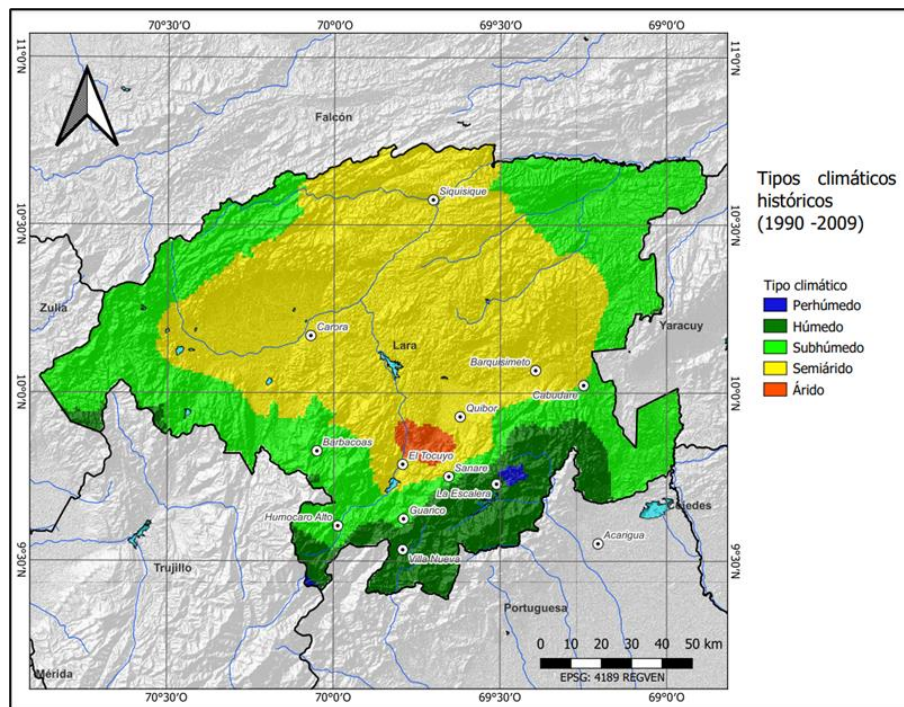 70°30'O
70°0'O
69°30'O
69°0'O
11°0'N
11°0'N
Falcón
Siquisique
10°30'N
10°30'N
Zulia
Yaracuy
Carora
Lara
Barquisimeto
10°0'N
10°0'N
Cabudare
Quibor
Barbacoas
El Tocuyo
Sanare
La Escalera
Humocaro Alto
Guarico
Cojedes
Villa Nueva
Acarigua
9°30'N
9°30'N
Trujillo
Portuguesa
Mérida
0 10 20 30 40 50 km
EPSG: 4189 REGVEN
70°30'O
70°0'O
69°30'O
69°0'O
Tipos climáticos
históricos
(1990 -2009)
Tipo climático
Perhúmedo
Húmedo
Subhúmedo
Semiárido
Árido